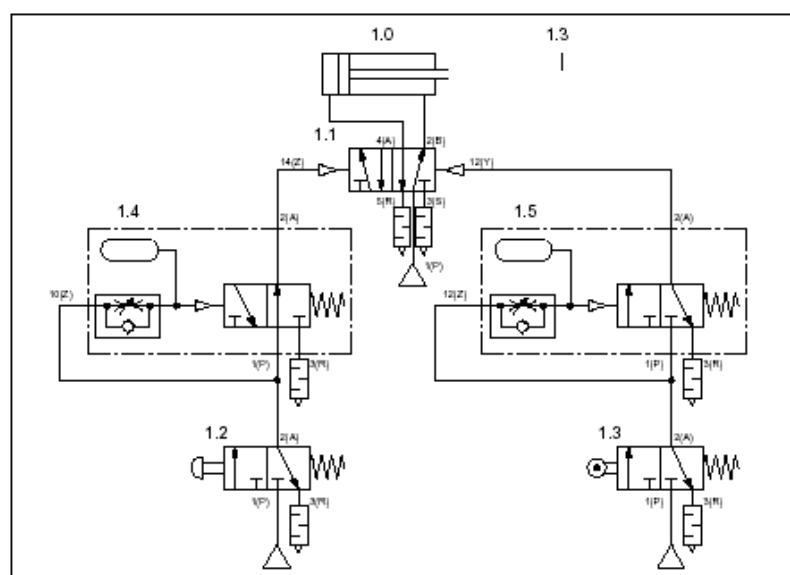 1.0 1.3
1.1
4(A) 2(B)
14(Z) 12(Y)
5(R) 3(S)
1.4 2(A) 1.5 2(A)
1(P)
10(Z) 12(Z)
1(P) 3(R) 1(P) 3(R)
1.2 2(A) 1.3 2(A)
1(P) 3(R) 1(P) 3(R)